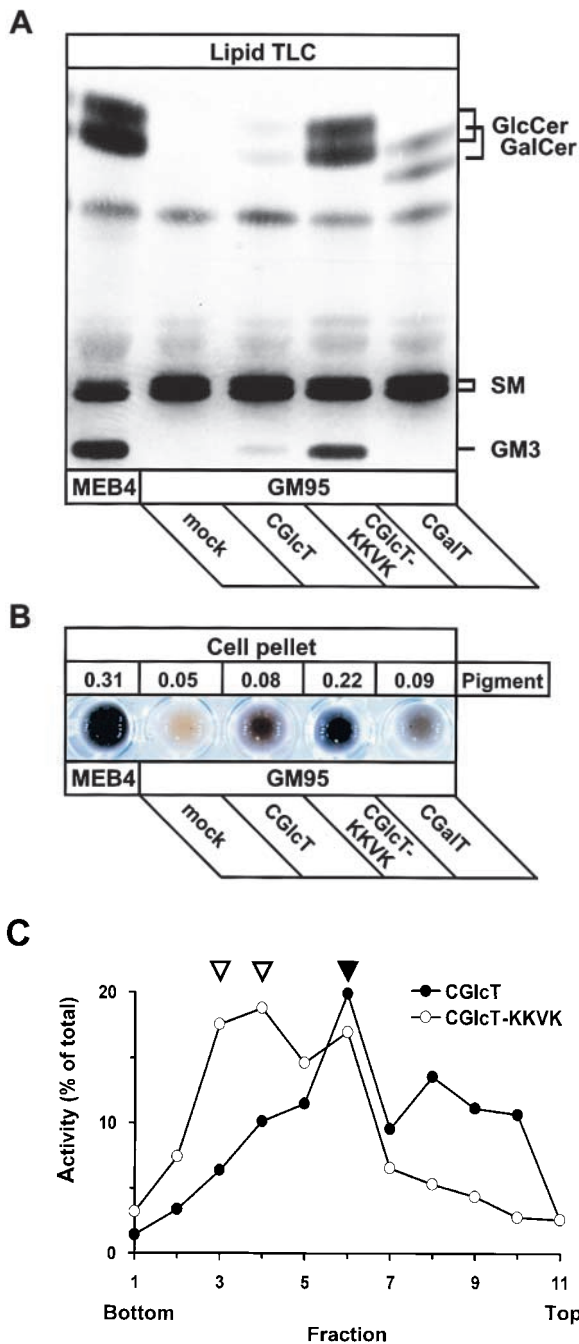 A
Lipid TLC
GlcCer
GalCer
SM
GM3
MEB4 GM95
mock CGlcT CGlcT-KKVK CGalT
B
Cell pellet
0.31 0.05 0.08 0.22 0.09 Pigment
MEB4 GM95
mock CGlcT CGlcT-KKVK CGalT
C
CGlcT
CGlcT-KKVK
Activity (% of total)
20
10
0
1 3 5 7 9 11
Bottom Top
Fraction